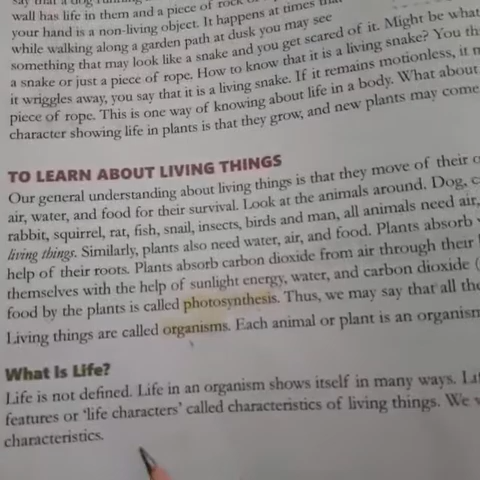 say that a dog running
wall has life in them and a piece of rock
your hand is a non-living object. It happens at times that
while walking along a garden path at dusk you may see
something that may look like a snake and you get scared of it. Might be what
a snake or just a piece of rope. How to know that it is a living snake? You th
it wriggles away, you say that it is a living snake. If it remains motionless, it m
piece of rope. This is one way of knowing about life in a body. What about
character showing life in plants is that they grow, and new plants may come
TO LEARN ABOUT LIVING THINGS
Our general understanding about living things is that they move of their o
air, water, and food for their survival. Look at the animals around. Dog, c
rabbit, squirrel, rat, fish, snail, insects, birds and man, all animals need air,
living things. Similarly, plants also need water, air, and food. Plants absorb
help of their roots. Plants absorb carbon dioxide from air through their
themselves with the help of sunlight energy, water, and carbon dioxide (
food by the plants is called photosynthesis. Thus, we may say that all the
Living things are called organisms. Each animal or plant is an organism
What Is Life?
Life is not defined. Life in an organism shows itself in many ways. Li
features or 'life characters' called characteristics of living things. We
characteristics.